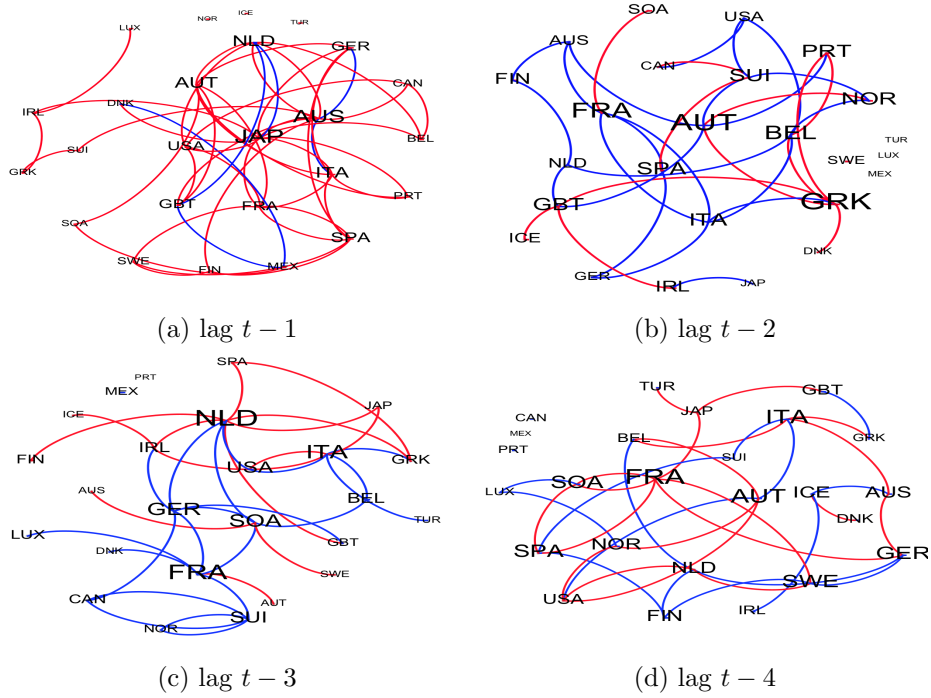 ICE
NOR
TUR
LUX
NLD
GER
AUT
CAN
DNK
IRL
AUS
JAP
BEL
SUI
USA
GRK
ITA
PRT
GBT
FRA
SOA
SPA
SWE
FIN
MEX
(a) lag t − 1
SOA
USA
AUS
PRT
CAN
SUI
FIN
NOR
FRA
AUT
BEL
TUR
LUX
NLD
SPA
SWE
MEX
GBT
GRK
ITA
ICE
DNK
GER
IRL
JAP
(b) lag t − 2
SPA
PRT
MEX
JAP
ICE
NLD
IRL
ITA
FIN
USA
GRK
AUS
BEL
GER
SOA
TUR
LUX
GBT
DNK
FRA
SWE
CAN
AUT
SUI
NOR
(c) lag t − 3
TUR
GBT
JAP
CAN
ITA
MEX
BEL
GRK
PRT
SUI
FRA
SOA
LUX
AUT
ICE
AUS
DNK
SPA
NOR
GER
NLD
SWE
USA
IRL
FIN
(d) lag t − 4